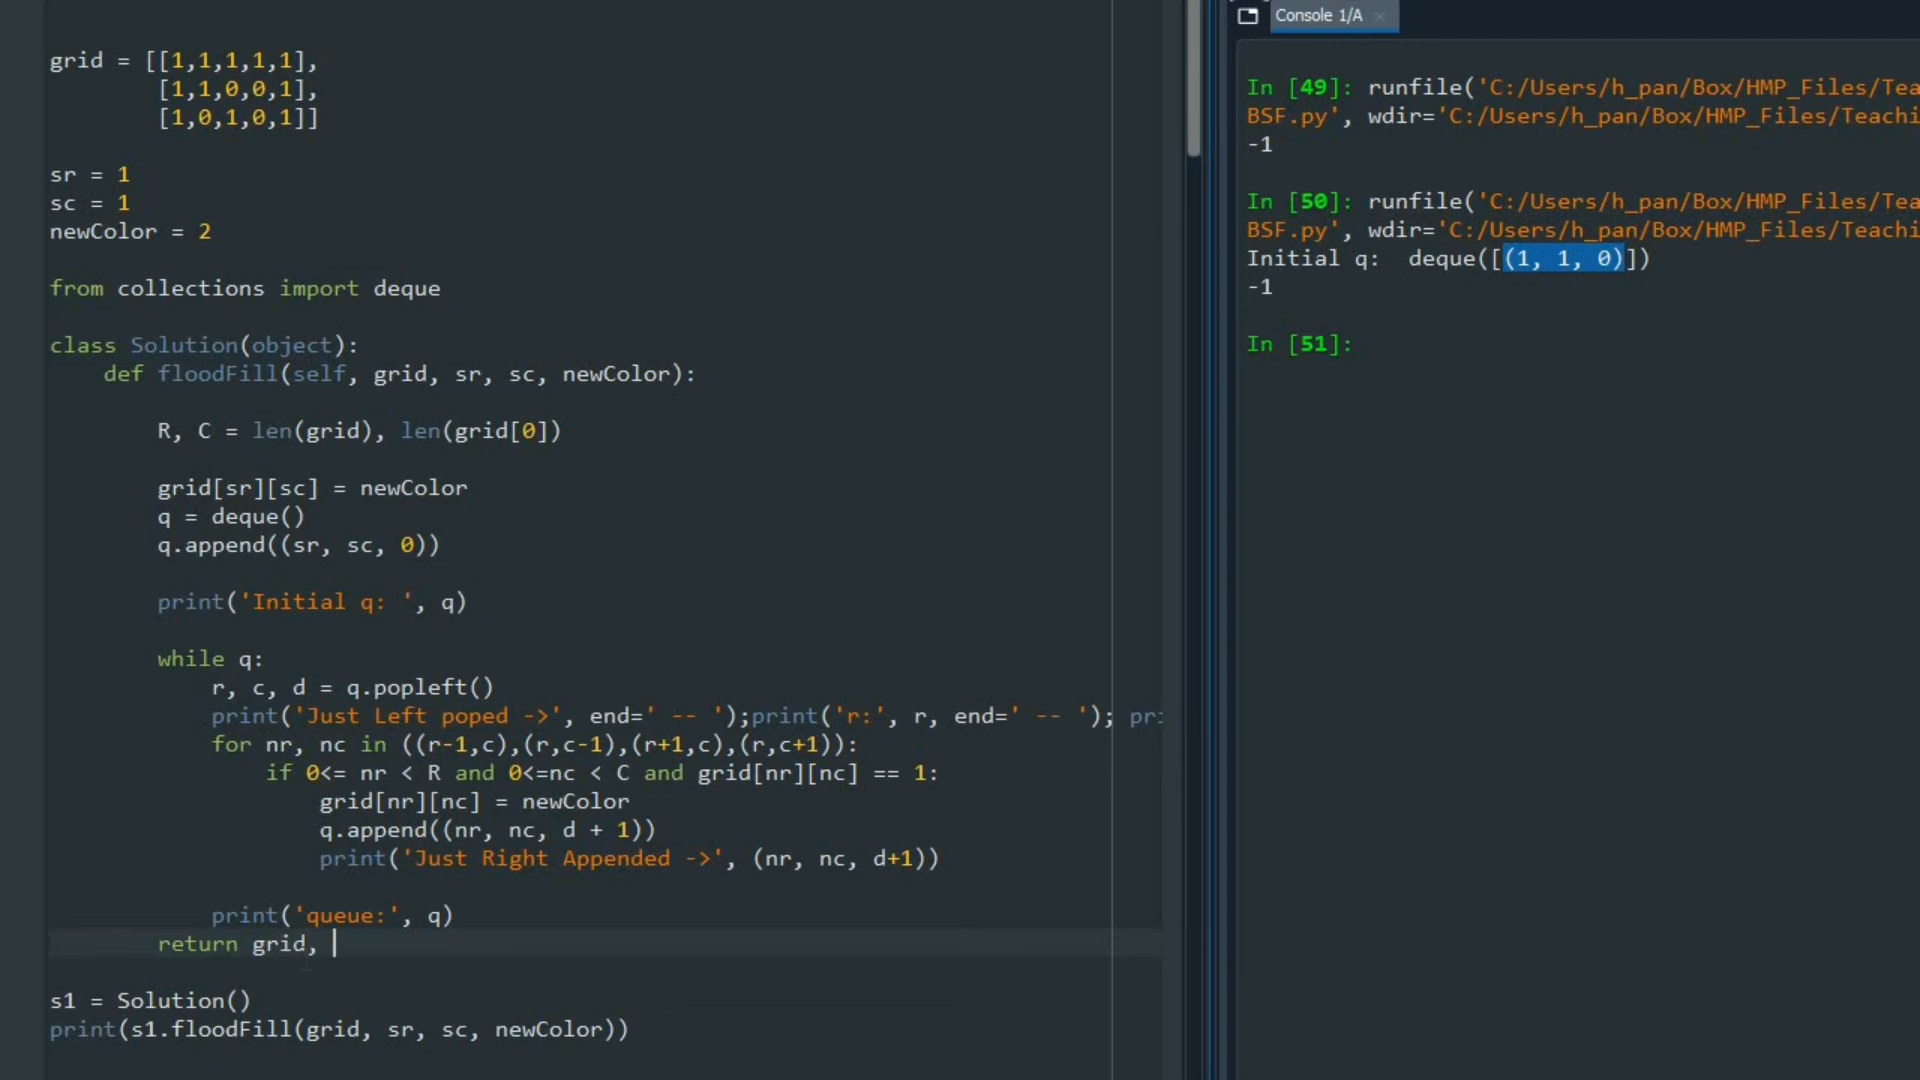 grid = [[1,1,1,1,1],
[1,1,0,0,1],
[1,0,1,0,1]]
sr = 1
sc = 1
newColor = 2
from collections import deque
class Solution(object):
def floodFill(self, grid, sr, sc, newColor):
R, C = len(grid), len(grid[0])
grid[sr][sc] = newColor
q = deque()
q.append((sr, sc, 0))
print('Initial q: ', q)
while q:
r, c, d = q.popleft()
print('Just Left poped ->', end=' -- ');print('r:', r, end=' -- ');
for nr, nc in ((r-1,c),(r,c-1),(r+1,c),(r,c+1)):
if 0<= nr < R and 0<=nc < C and grid[nr][nc] == 1:
grid[nr][nc] = newColor
q.append((nr, nc, d + 1))
print('Just Right Appended ->', (nr, nc, d+1))
print('queue:', q)
return grid,
s1 = Solution()
print(s1.floodFill(grid, sr, sc, newColor))
Console 1/A
In [49]: runfile('C:/Users/h_pan/Box/HMP_Files/Tea
BSF.py', wdir='C:/Users/h_pan/Box/HMP_Files/Teachi
-1
In [50]: runfile('C:/Users/h_pan/Box/HMP_Files/Tea
BSF.py', wdir='C:/Users/h_pan/Box/HMP_Files/Teachi
Initial q:  deque([(1, 1, 0)])
-1
In [51]: